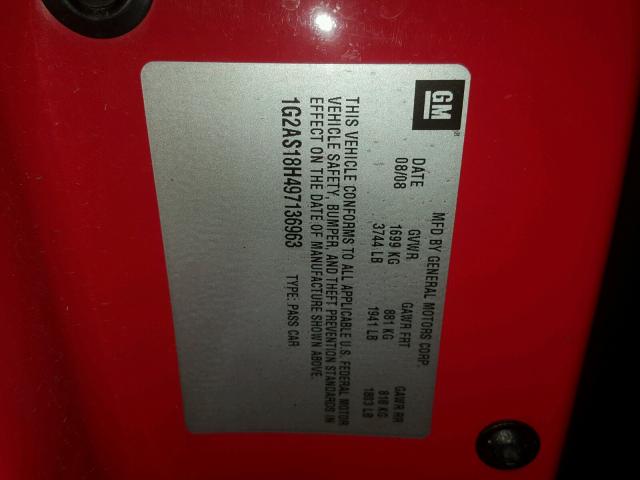 GM
MFD BY GENERAL MOTORS CORP.
DATE GVWR GAWR FRT GAWR RR
08/08 1699 KG 881 KG 818 KG
3744 LB 1941 LB 1803 LB
THIS VEHICLE CONFORMS TO ALL APPLICABLE U.S. FEDERAL MOTOR
VEHICLE SAFETY, BUMPER, AND THEFT PREVENTION STANDARDS IN
EFFECT ON THE DATE OF MANUFACTURE SHOWN ABOVE.
1G2AS18H497136963 TYPE: PASS CAR